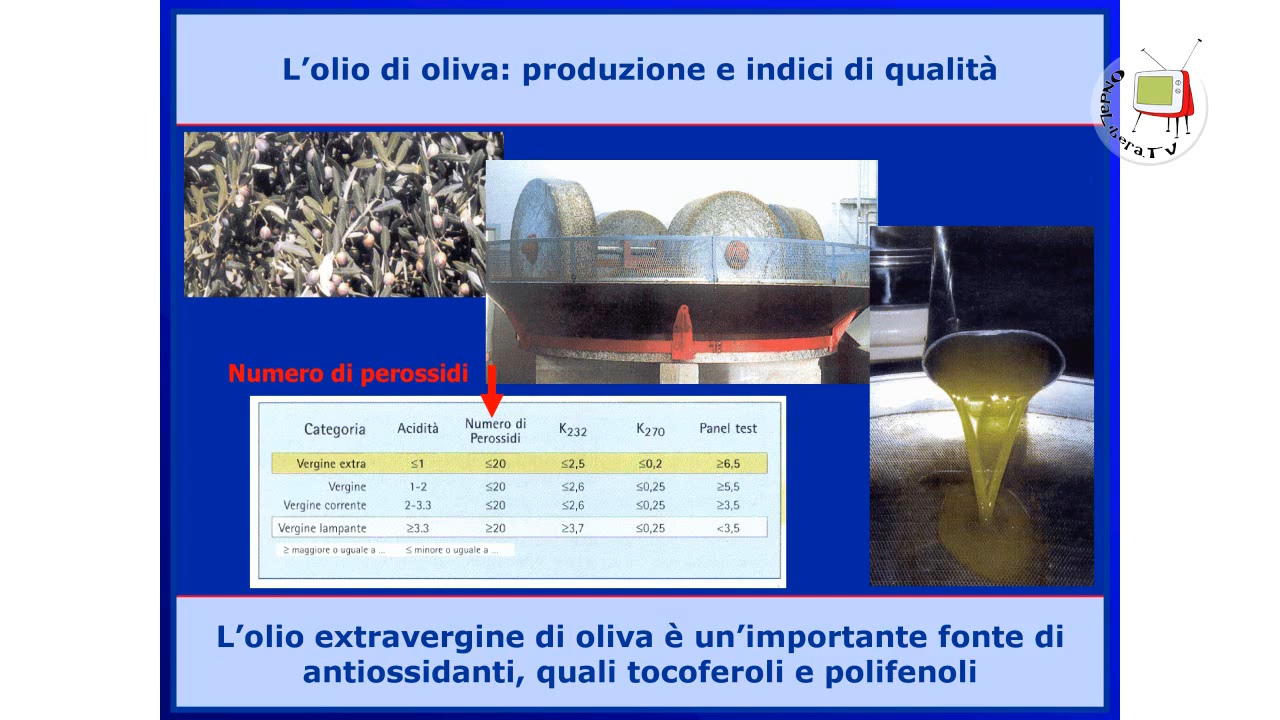 L’olio di oliva: produzione e indici di qualità
OndaLibera.TV
Numero di perossidi
Categoria Acidità Numero di Perossidi K232 K270 Panel test
Vergine extra ≤1 ≤20 ≤2,5 ≤0,2 ≥6,5
Vergine 1-2 ≤20 ≤2,6 ≤0,25 ≥5,5
Vergine corrente 2-3.3 ≤20 ≤2,6 ≤0,25 ≥3,5
Vergine lampante ≥3.3 ≥20 ≥3,7 ≤0,25 <3,5
≥ maggiore o uguale a ... ≤ minore o uguale a ...
L’olio extravergine di oliva è un’importante fonte di
antiossidanti, quali tocoferoli e polifenoli